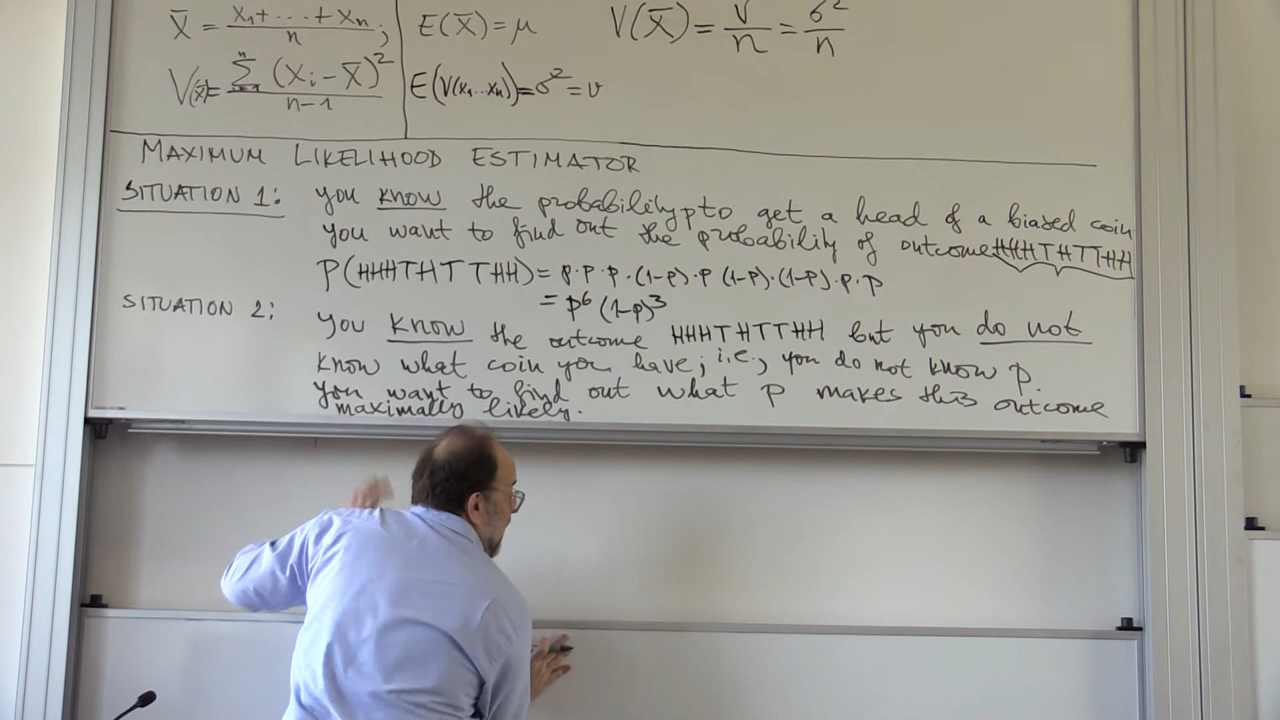 X̄ = X₁+...+Xₙ / n ;
E(X̄) = μ
V(X̄) = V/n = σ²/n
V(x̄) = Σⁿᵢ₌₁ (Xᵢ - X̄)² / n-1
E(V(x₁...xₙ)) = σ² = v
MAXIMUM LIKELIHOOD ESTIMATOR
SITUATION 1: you know the probability p to get a head of a biased coin
you want to find out the probability of outcome HHHTHTTHH
P(HHHTHTTHH) = p·p p·(1-p)·p (1-p)·(1-p)·p·p
= p⁶(1-p)³
SITUATION 2: you know the outcome HHHTHTTHH but you do not
know what coin you have; i.e., you do not know p.
you want to find out what p makes this outcome
maximally likely.